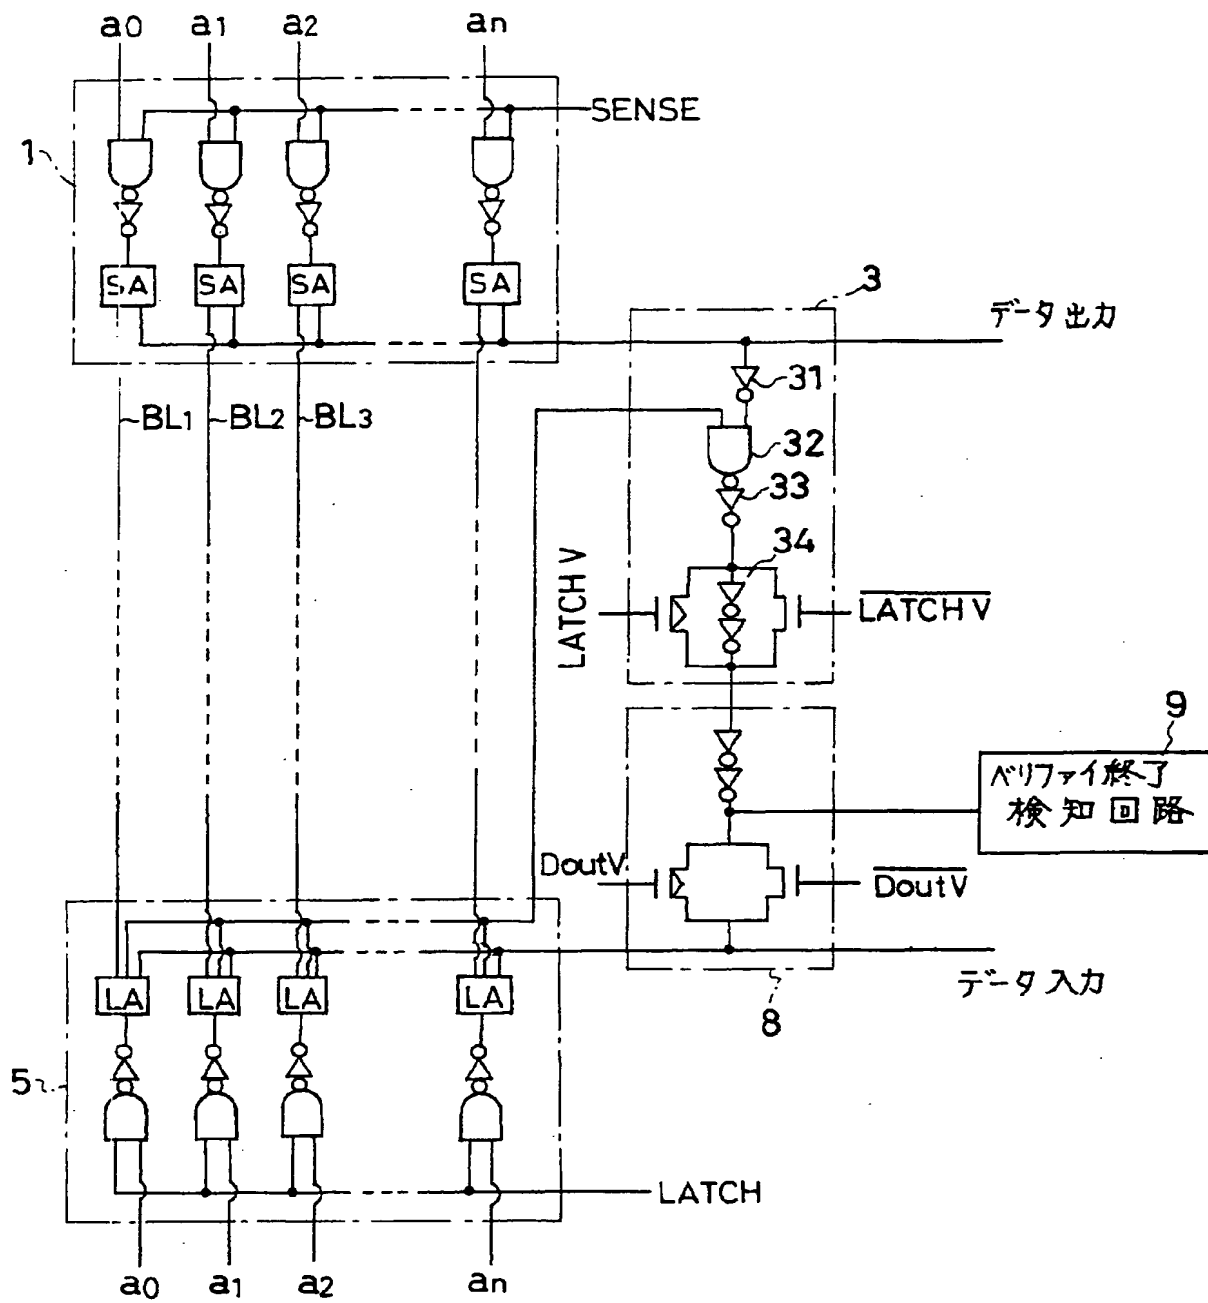 a0 a1 a2 an
SENSE
1
SA SA SA SA
3
データ出力
31
BL1 BL2 BL3
32
33
34
LATCH V
LATCH V
9
ベリファイ終了
検知回路
DoutV
DoutV
LA LA LA LA
データ入力
8
5
LATCH
a0 a1 a2 an